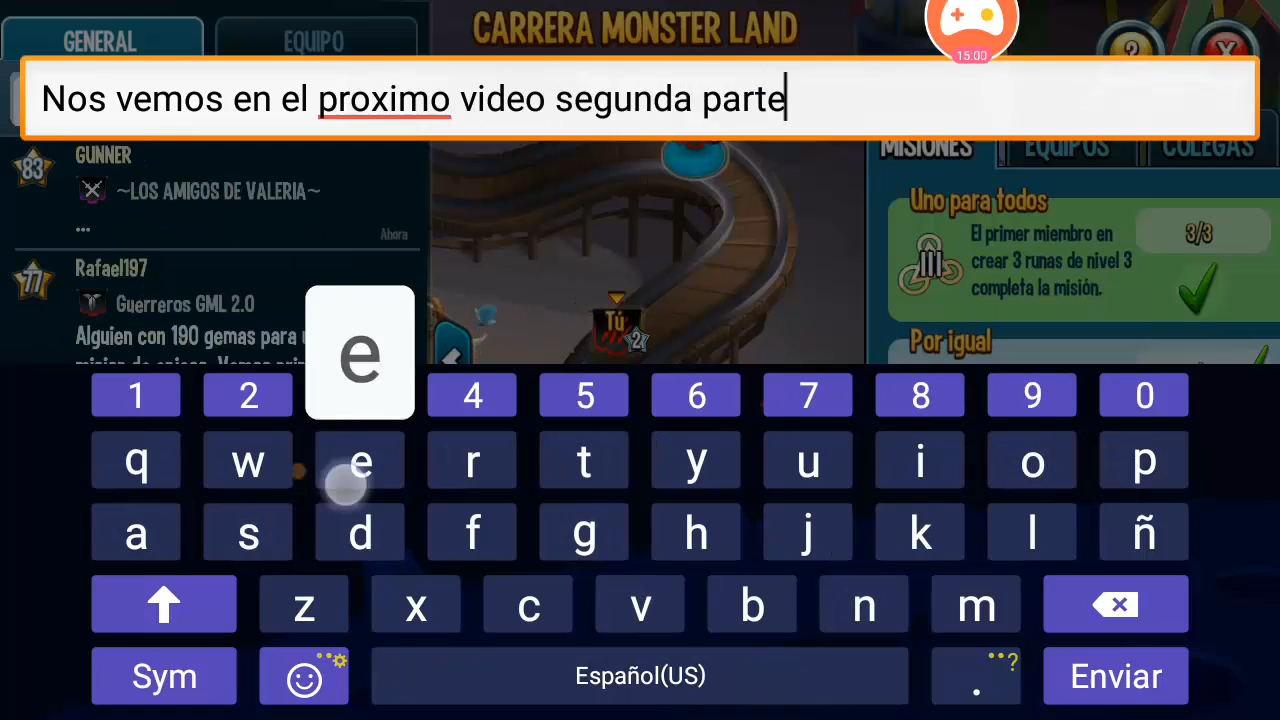 GENERAL
EQUIPO
CARRERA MONSTER LAND
?
X
15:00
Nos vemos en el proximo video segunda parte
MISIONES
EQUIPOS
COLEGAS
83
GUNNER
~LOS AMIGOS DE VALERIA~
...
Ahora
77
Rafael197
Guerreros GML 2.0
Alguien con 190 gemas para
Tú
2
Uno para todos
III
El primer miembro en
crear 3 runas de nivel 3
completa la misión.
3/3
Por igual
e
1 2 4 5 6 7 8 9 0
q w e r t y u i o p
a s d f g h j k l ñ
z x c v b n m
Sym
Español(US)
. ?
Enviar